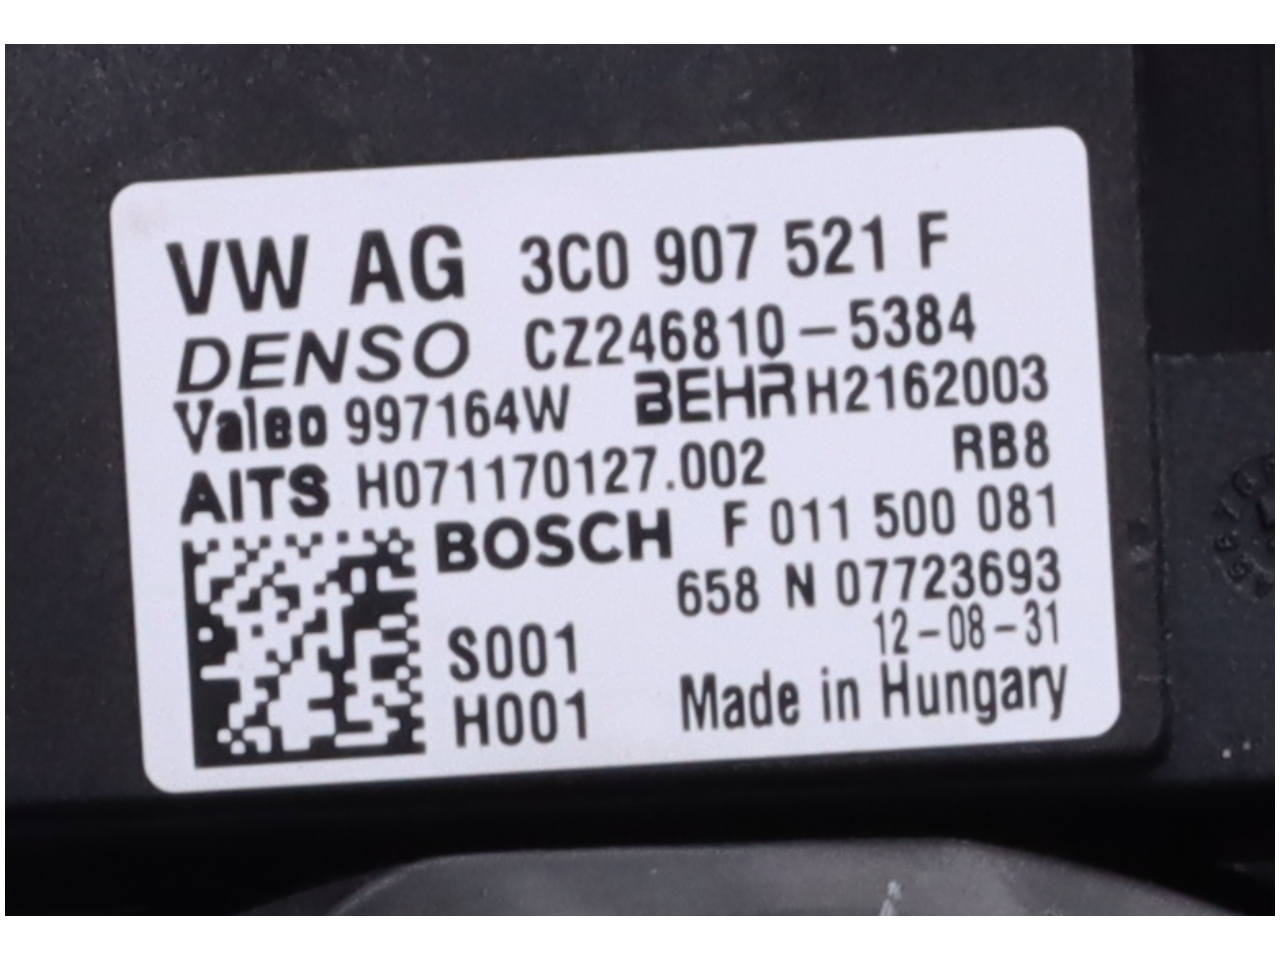 VW AG 3C0 907 521 F
DENSO CZ246810-5384
Valeo 997164W BEHR H2162003
AITS H071170127.002 RB8
BOSCH F 011 500 081
658 N 07723693
S001 12-08-31
H001 Made in Hungary